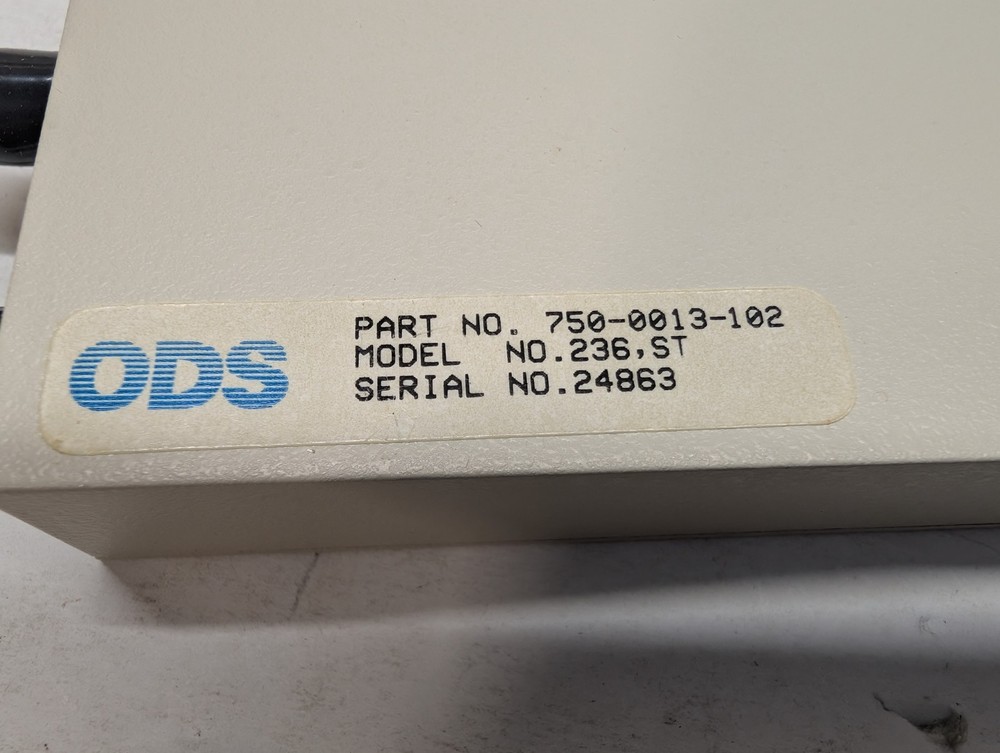 ODS
PART NO. 750-0013-102
MODEL NO.236,ST
SERIAL NO.24863